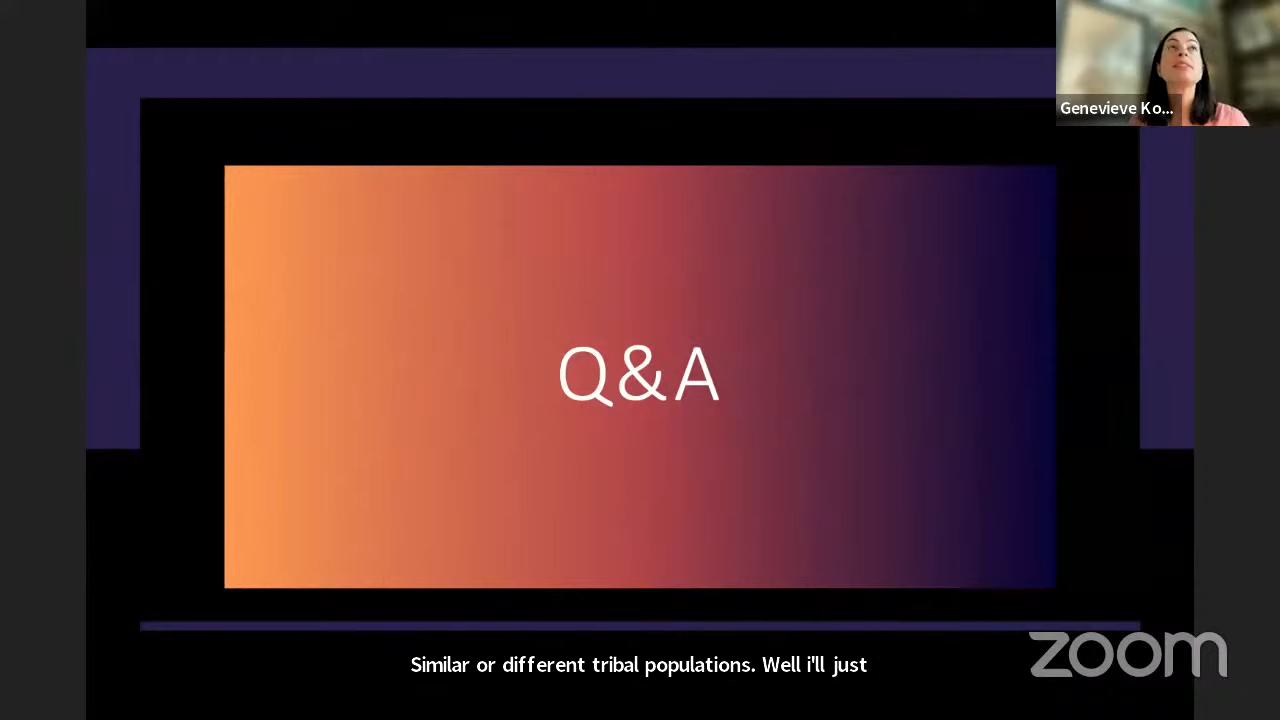 Genevieve Ko...
Q&A
Similar or different tribal populations. Well i'll just
zoom